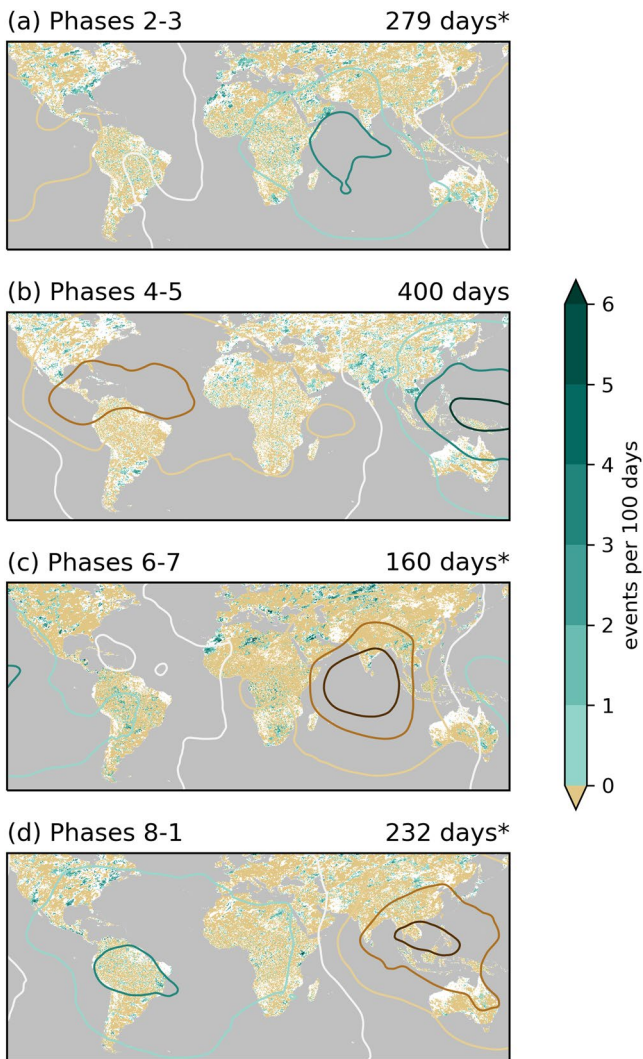 (a) Phases 2-3 279 days*
(b) Phases 4-5 400 days
6
5
4
3
2
1
0
events per 100 days
(c) Phases 6-7 160 days*
(d) Phases 8-1 232 days*